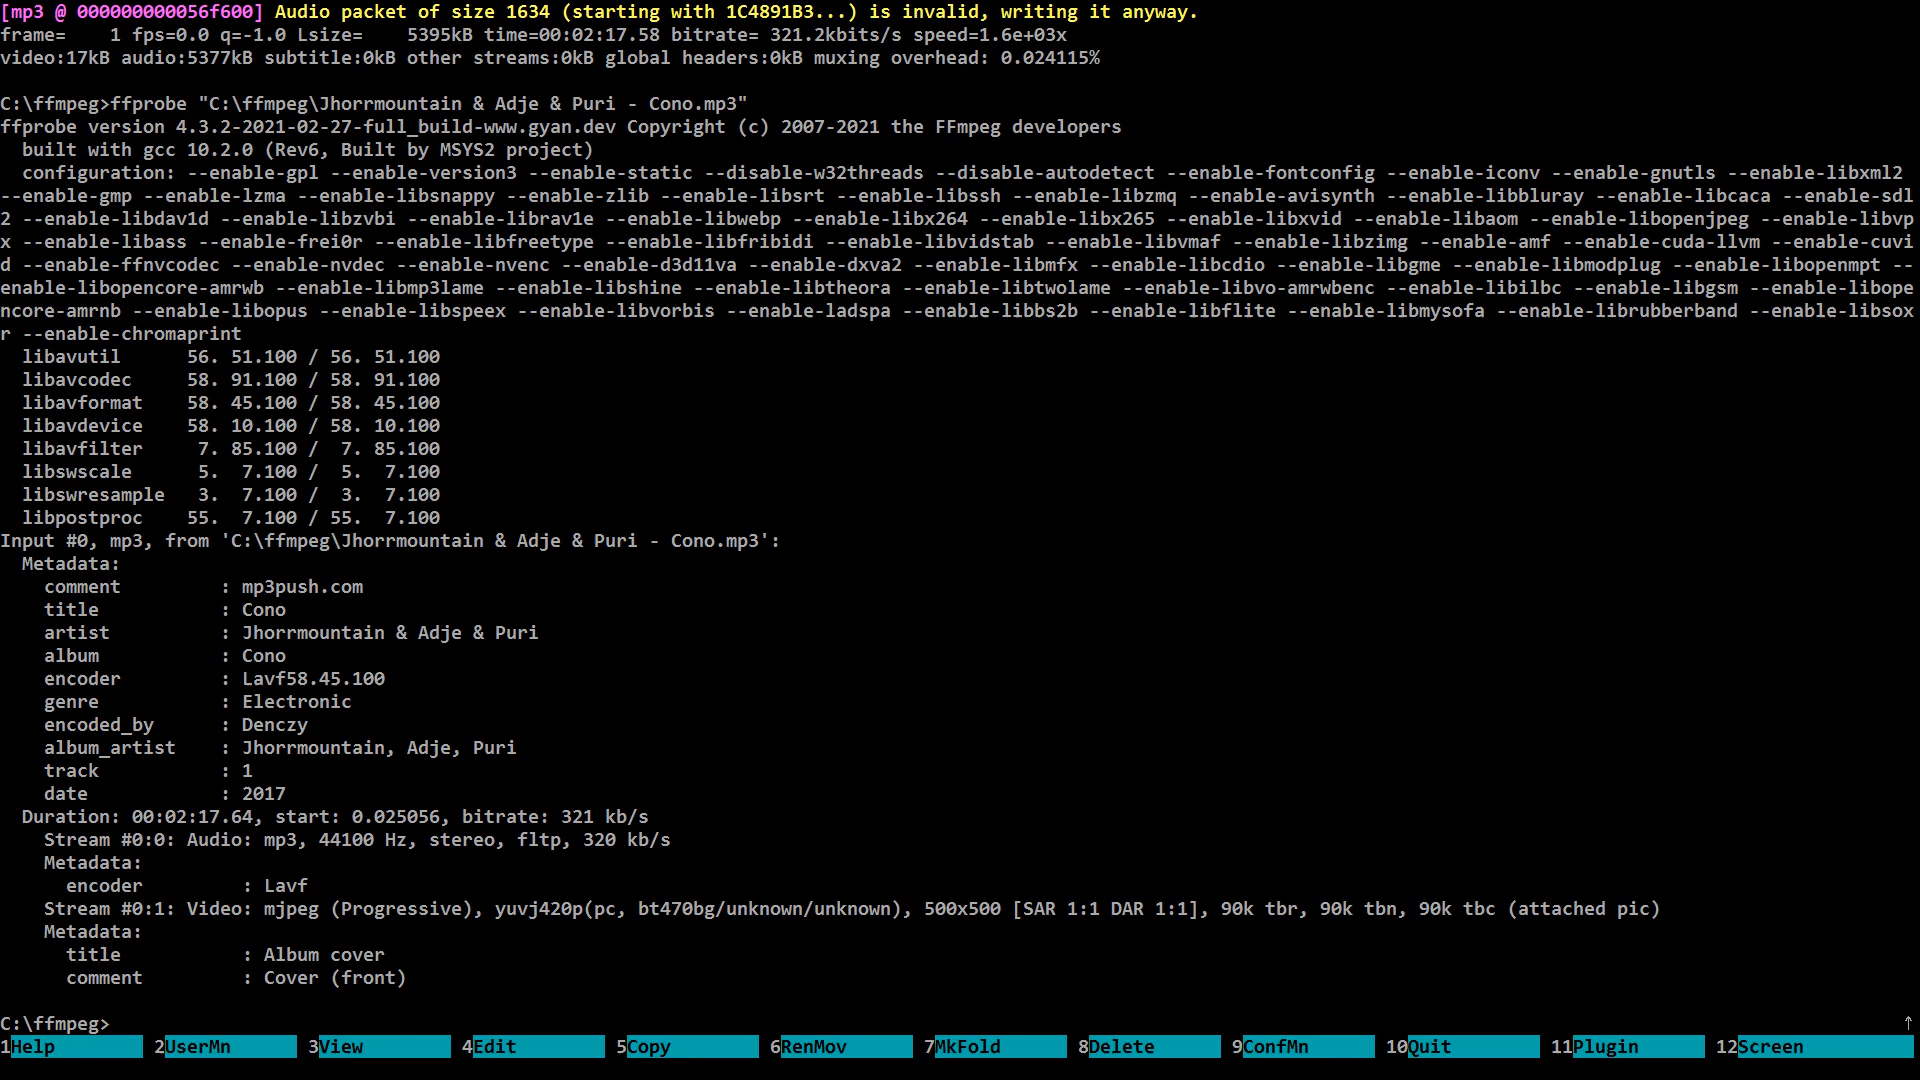 [mp3 @ 000000000056f600] Audio packet of size 1634 (starting with 1C4891B3...) is invalid, writing it anyway.
frame=    1 fps=0.0 q=-1.0 Lsize=    5395kB time=00:02:17.58 bitrate= 321.2kbits/s speed=1.6e+03x
video:17kB audio:5377kB subtitle:0kB other streams:0kB global headers:0kB muxing overhead: 0.024115%
C:\ffmpeg>ffprobe "C:\ffmpeg\Jhorrmountain & Adje & Puri - Cono.mp3"
ffprobe version 4.3.2-2021-02-27-full_build-www.gyan.dev Copyright (c) 2007-2021 the FFmpeg developers
  built with gcc 10.2.0 (Rev6, Built by MSYS2 project)
  configuration: --enable-gpl --enable-version3 --enable-static --disable-w32threads --disable-autodetect --enable-fontconfig --enable-iconv --enable-gnutls --enable-libxml2
--enable-gmp --enable-lzma --enable-libsnappy --enable-zlib --enable-libsrt --enable-libssh --enable-libzmq --enable-avisynth --enable-libbluray --enable-libcaca --enable-sdl
2 --enable-libdav1d --enable-libzvbi --enable-librav1e --enable-libwebp --enable-libx264 --enable-libx265 --enable-libxvid --enable-libaom --enable-libopenjpeg --enable-libvp
x --enable-libass --enable-frei0r --enable-libfreetype --enable-libfribidi --enable-libvidstab --enable-libvmaf --enable-libzimg --enable-amf --enable-cuda-llvm --enable-cuvi
d --enable-ffnvcodec --enable-nvdec --enable-nvenc --enable-d3d11va --enable-dxva2 --enable-libmfx --enable-libcdio --enable-libgme --enable-libmodplug --enable-libopenmpt --
enable-libopencore-amrwb --enable-libmp3lame --enable-libshine --enable-libtheora --enable-libtwolame --enable-libvo-amrwbenc --enable-libilbc --enable-libgsm --enable-libope
ncore-amrnb --enable-libopus --enable-libspeex --enable-libvorbis --enable-ladspa --enable-libbs2b --enable-libflite --enable-libmysofa --enable-librubberband --enable-libsox
r --enable-chromaprint
  libavutil      56. 51.100 / 56. 51.100
  libavcodec     58. 91.100 / 58. 91.100
  libavformat    58. 45.100 / 58. 45.100
  libavdevice    58. 10.100 / 58. 10.100
  libavfilter     7. 85.100 /  7. 85.100
  libswscale      5.  7.100 /  5.  7.100
  libswresample   3.  7.100 /  3.  7.100
  libpostproc    55.  7.100 / 55.  7.100
Input #0, mp3, from 'C:\ffmpeg\Jhorrmountain & Adje & Puri - Cono.mp3':
  Metadata:
    comment         : mp3push.com
    title           : Cono
    artist          : Jhorrmountain & Adje & Puri
    album           : Cono
    encoder         : Lavf58.45.100
    genre           : Electronic
    encoded_by      : Denczy
    album_artist    : Jhorrmountain, Adje, Puri
    track           : 1
    date            : 2017
  Duration: 00:02:17.64, start: 0.025056, bitrate: 321 kb/s
    Stream #0:0: Audio: mp3, 44100 Hz, stereo, fltp, 320 kb/s
    Metadata:
      encoder         : Lavf
    Stream #0:1: Video: mjpeg (Progressive), yuvj420p(pc, bt470bg/unknown/unknown), 500x500 [SAR 1:1 DAR 1:1], 90k tbr, 90k tbn, 90k tbc (attached pic)
    Metadata:
      title           : Album cover
      comment         : Cover (front)
C:\ffmpeg> ↑
1Help 2UserMn 3View 4Edit 5Copy 6RenMov 7MkFold 8Delete 9ConfMn 10Quit 11Plugin 12Screen